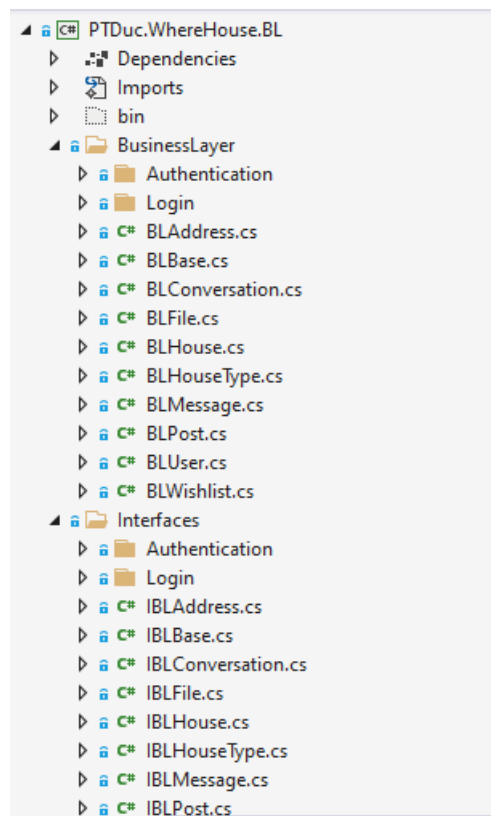 C# PTDuc.WhereHouse.BL
Dependencies
Imports
bin
BusinessLayer
Authentication
Login
C# BLAddress.cs
C# BLBase.cs
C# BLConversation.cs
C# BLFile.cs
C# BLHouse.cs
C# BLHouseType.cs
C# BLMessage.cs
C# BLPost.cs
C# BLUser.cs
C# BLWishlist.cs
Interfaces
Authentication
Login
C# IBLAddress.cs
C# IBLBase.cs
C# IBLConversation.cs
C# IBLFile.cs
C# IBLHouse.cs
C# IBLHouseType.cs
C# IBLMessage.cs
C# IBLPost.cs